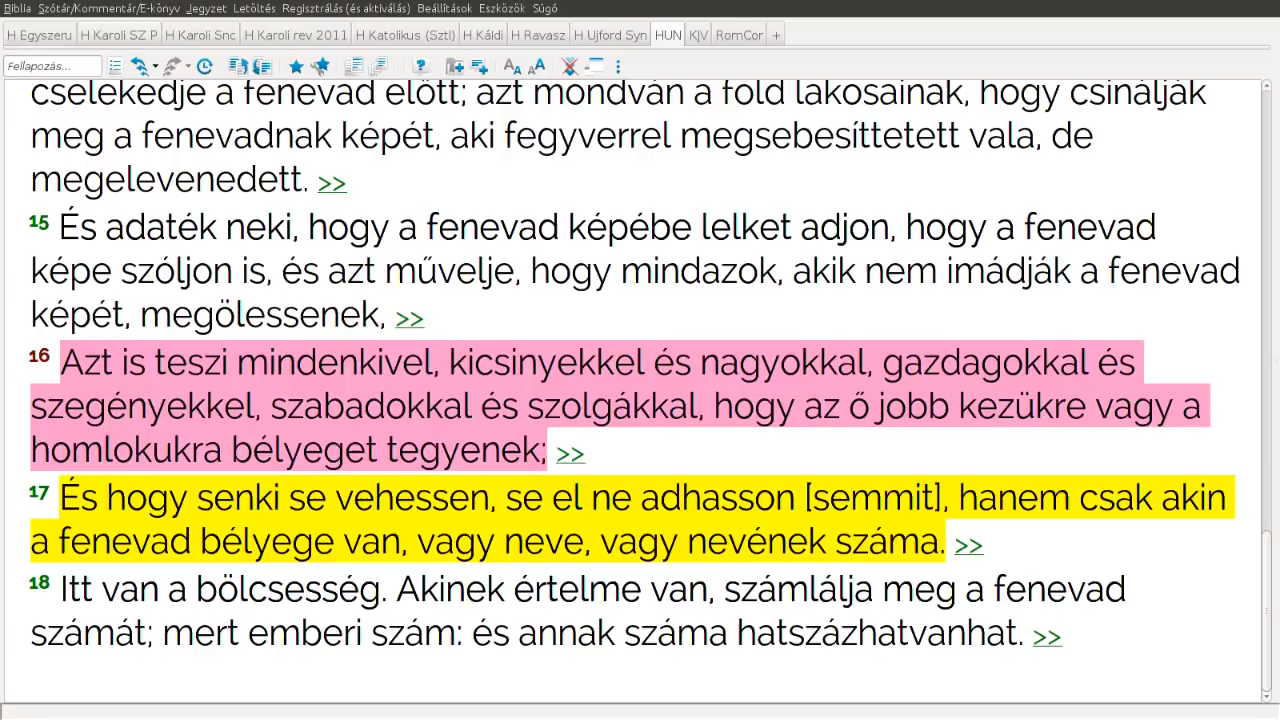 Biblia Szótár/Kommentár/E-könyv Jegyzet Letöltés Regisztrálás (és aktiválás) Beállítások Eszközök Súgó
H Egyszeru H Karoli SZ P H Karoli Snc H Karoli rev 2011 H Katolikus (Sztl) H Káldi H Ravasz H Ujford Syn HUN KJV RomCor +
Fellapozás...
cselekedje a fenevad előtt; azt mondván a föld lakosainak, hogy csinálják
meg a fenevadnak képét, aki fegyverrel megsebesíttetett vala, de
megelevenedett. >>
15 És adaték neki, hogy a fenevad képébe lelket adjon, hogy a fenevad
képe szóljon is, és azt művelje, hogy mindazok, akik nem imádják a fenevad
képét, megölessenek, >>
16 Azt is teszi mindenkivel, kicsinyekkel és nagyokkal, gazdagokkal és
szegényekkel, szabadokkal és szolgákkal, hogy az ő jobb kezükre vagy a
homlokukra bélyeget tegyenek; >>
17 És hogy senki se vehessen, se el ne adhasson [semmit], hanem csak akin
a fenevad bélyege van, vagy neve, vagy nevének száma. >>
18 Itt van a bölcsesség. Akinek értelme van, számlálja meg a fenevad
számát; mert emberi szám: és annak száma hatszázhatvanhat. >>